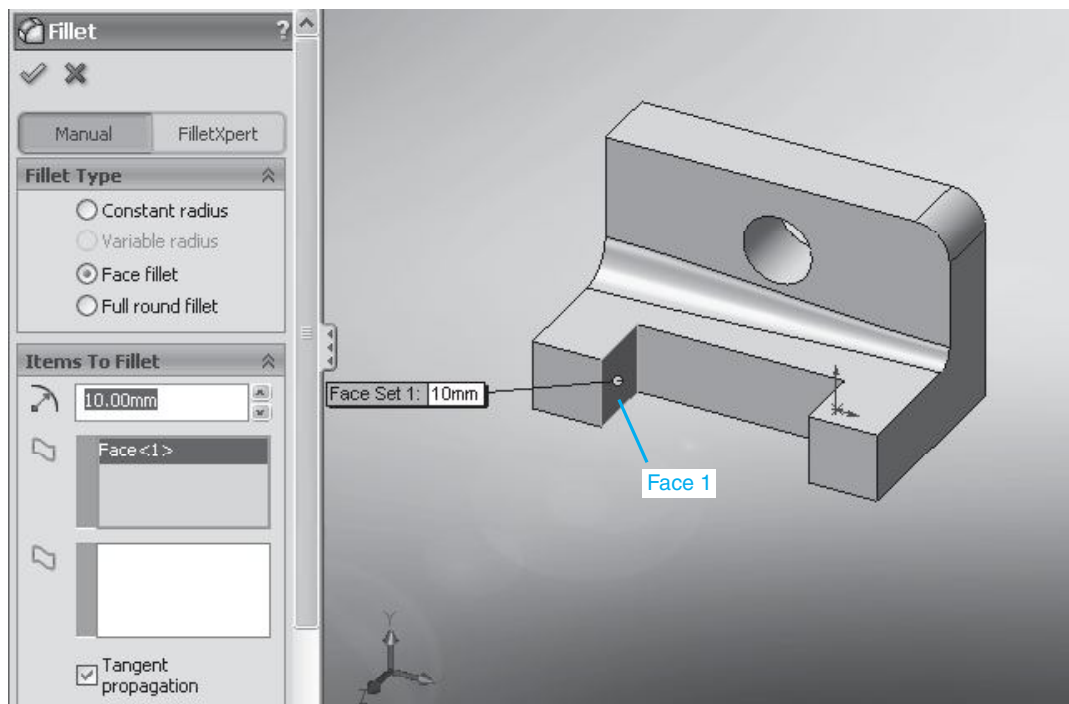 Fillet ?
Manual FilletXpert
Fillet Type
Constant radius
Variable radius
Face fillet
Full round fillet
Items To Fillet
10.00mm
Face<1>
Tangent
propagation
Face Set 1: 10mm
Face 1
Y
Z